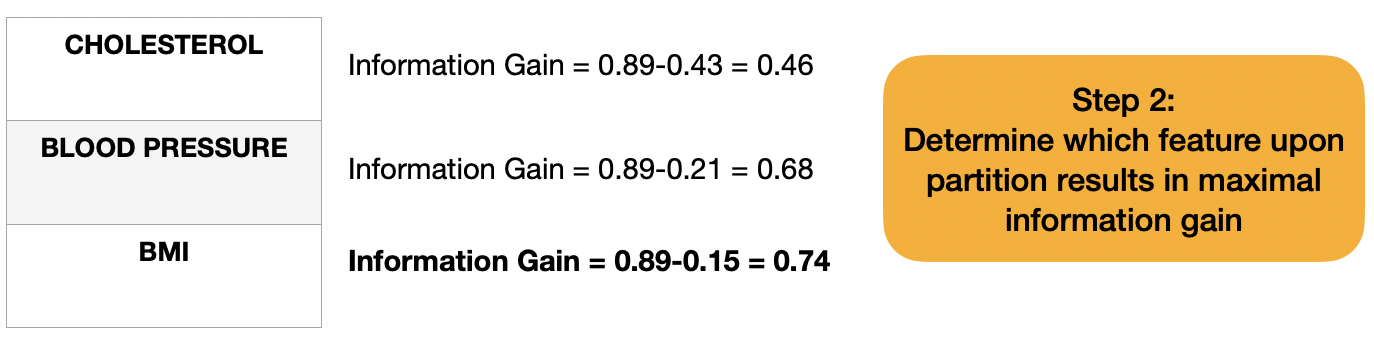 CHOLESTEROL
Information Gain = 0.89-0.43 = 0.46
BLOOD PRESSURE
Information Gain = 0.89-0.21 = 0.68
BMI
Information Gain = 0.89-0.15 = 0.74
Step 2:
Determine which feature upon
partition results in maximal
information gain